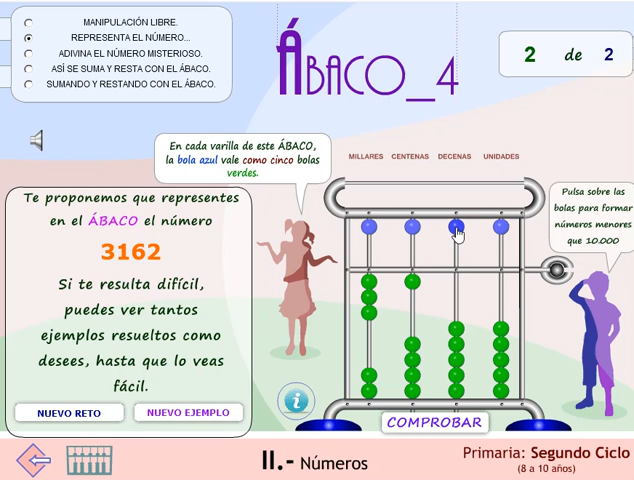 MANIPULACIÓN LIBRE.
REPRESENTA EL NÚMERO...
ADIVINA EL NÚMERO MISTERIOSO.
ASÍ SE SUMA Y RESTA CON EL ÁBACO.
SUMANDO Y RESTANDO CON EL ÁBACO.
ÁBACO_4
2 de 2
En cada varilla de este ÁBACO,
la bola azul vale como cinco bolas
verdes.
MILLARES CENTENAS DECENAS UNIDADES
Te proponemos que representes
en el ÁBACO el número
3162
Si te resulta difícil,
puedes ver tantos
ejemplos resueltos como
desees, hasta que lo veas
fácil.
NUEVO RETO NUEVO EJEMPLO
Pulsa sobre las
bolas para formar
números menores
que 10.000
i
COMPROBAR
II.- Números
Primaria: Segundo Ciclo
(8 a 10 años)